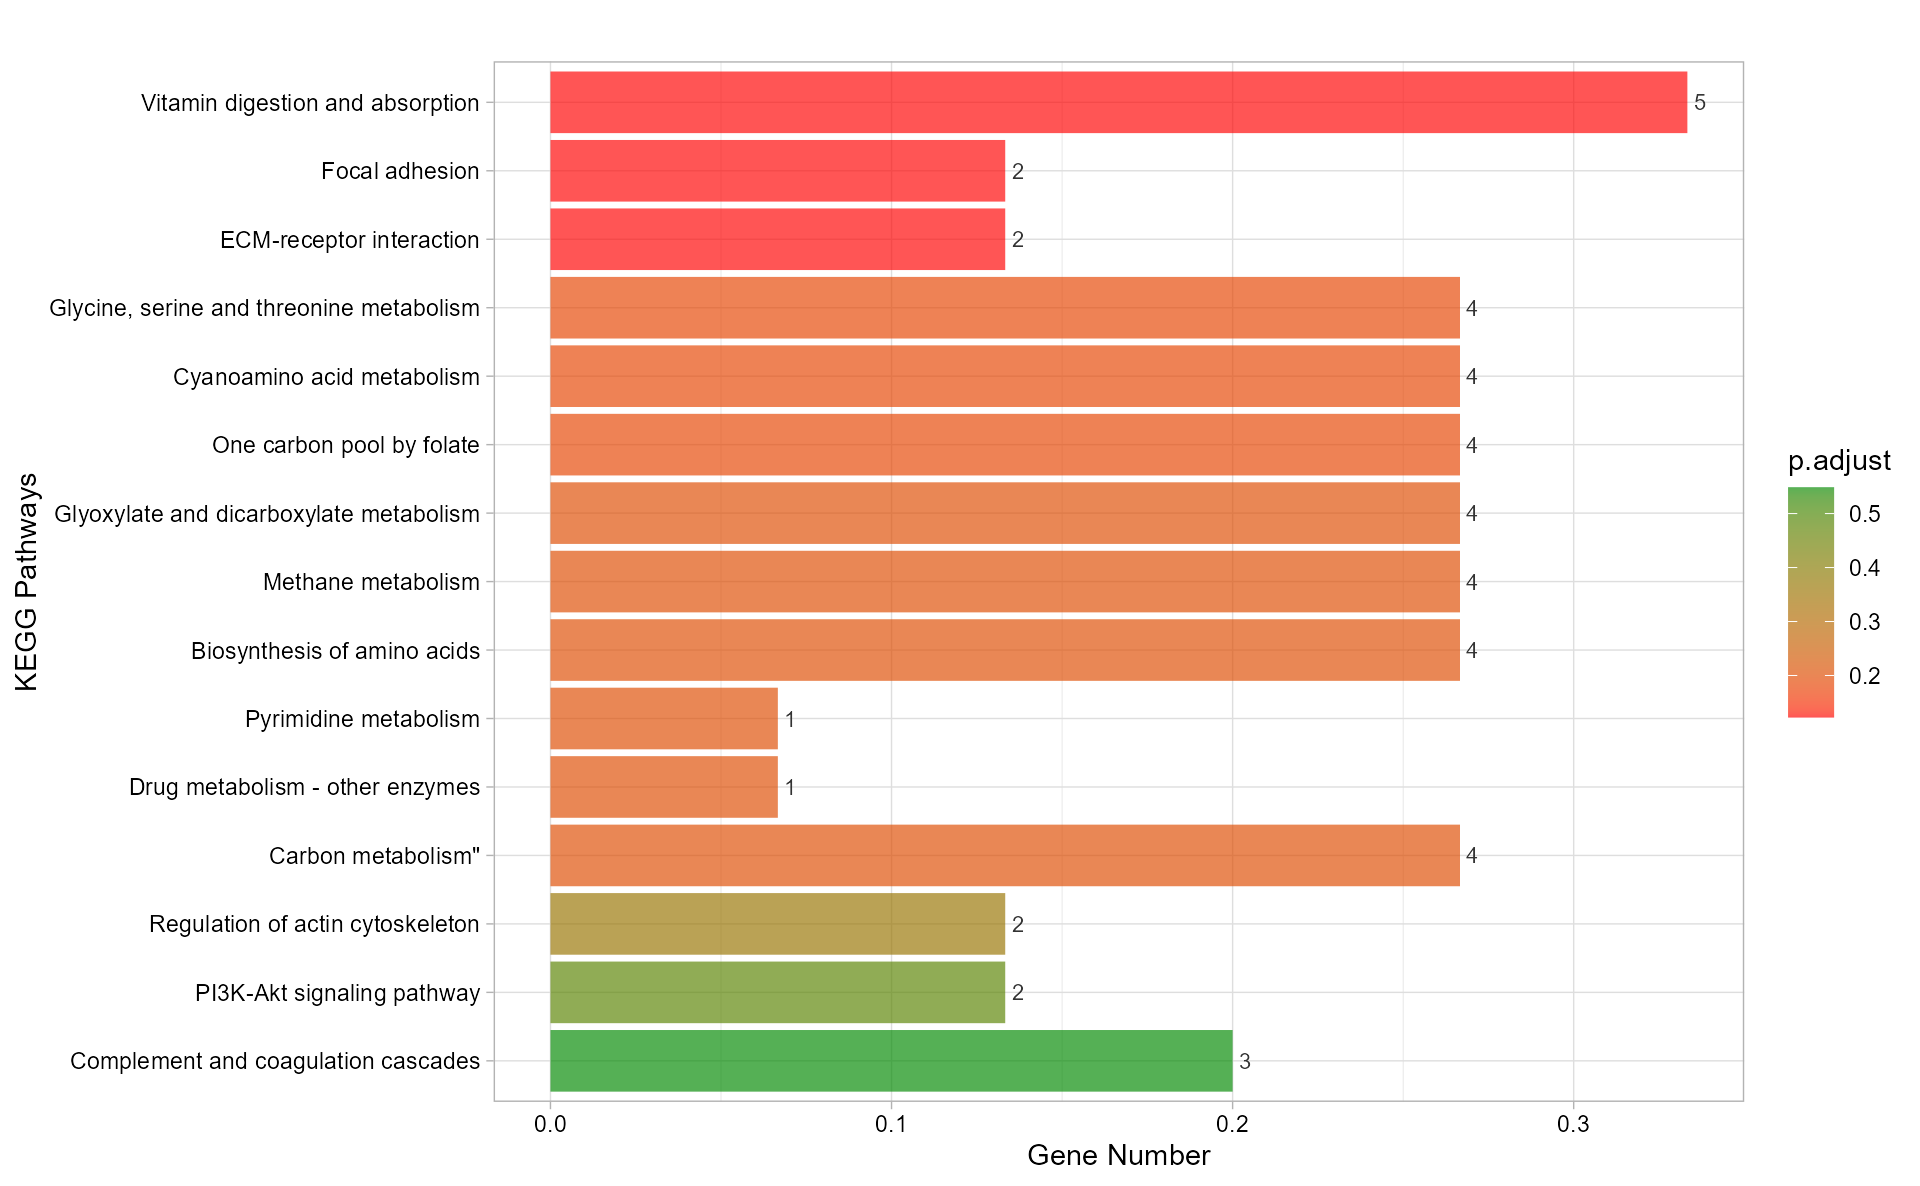 Vitamin digestion and absorption 5
Focal adhesion 2
ECM-receptor interaction 2
Glycine, serine and threonine metabolism 4
Cyanoamino acid metabolism 4
One carbon pool by folate 4
Glyoxylate and dicarboxylate metabolism 4
Methane metabolism 4
Biosynthesis of amino acids 4
Pyrimidine metabolism 1
Drug metabolism - other enzymes 1
Carbon metabolism" 4
Regulation of actin cytoskeleton 2
PI3K-Akt signaling pathway 2
Complement and coagulation cascades 3
KEGG Pathways
0.0 0.1 0.2 0.3
Gene Number
p.adjust
0.5
0.4
0.3
0.2